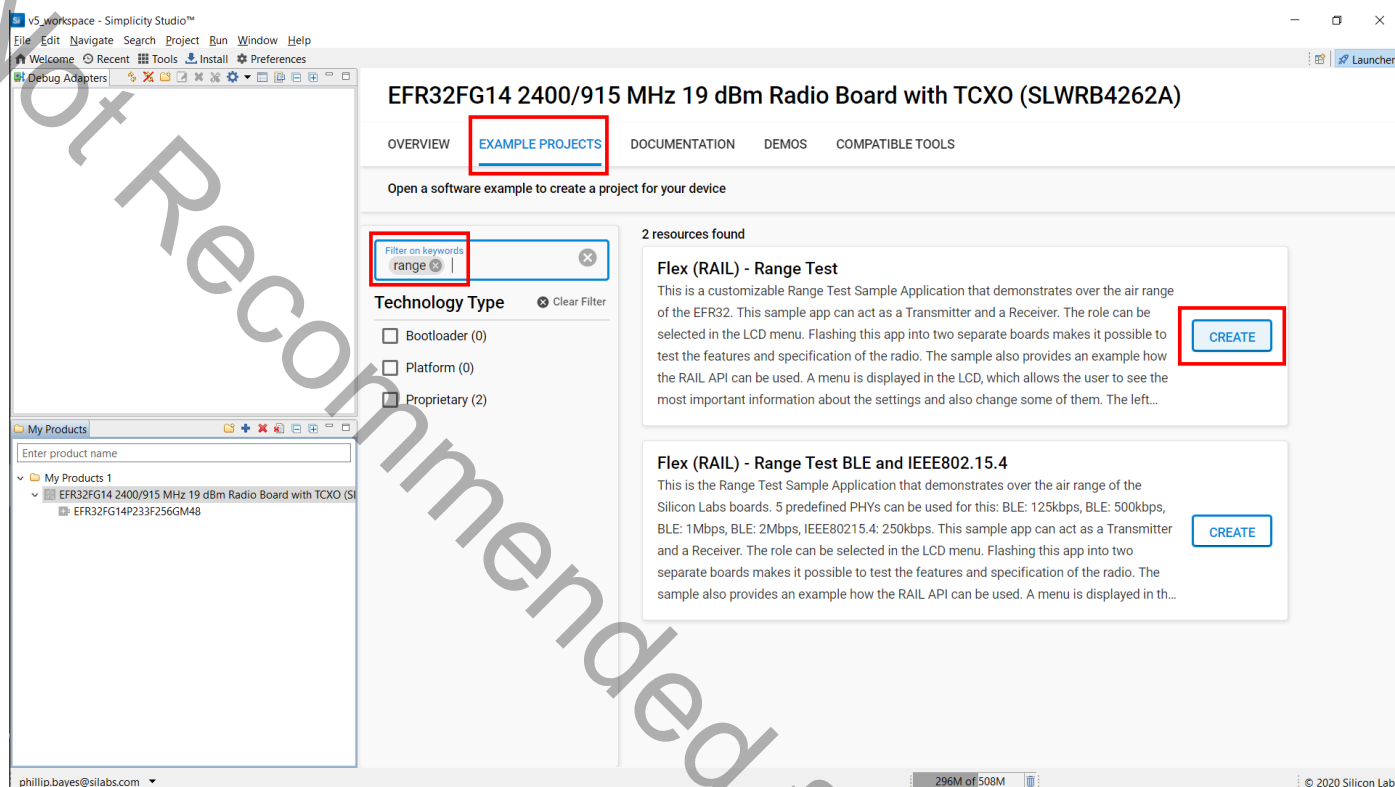 v5_workspace - Simplicity Studio™
File Edit Navigate Search Project Run Window Help
Welcome Recent Tools Install Preferences
Launcher
Debug Adapters
EFR32FG14 2400/915 MHz 19 dBm Radio Board with TCXO (SLWRB4262A)
OVERVIEW EXAMPLE PROJECTS DOCUMENTATION DEMOS COMPATIBLE TOOLS
Open a software example to create a project for your device
Filter on keywords
range
Technology Type Clear Filter
Bootloader (0)
Platform (0)
Proprietary (2)
2 resources found
Flex (RAIL) - Range Test
This is a customizable Range Test Sample Application that demonstrates over the air range
of the EFR32. This sample app can act as a Transmitter and a Receiver. The role can be
selected in the LCD menu. Flashing this app into two separate boards makes it possible to
test the features and specification of the radio. The sample also provides an example how
the RAIL API can be used. A menu is displayed in the LCD, which allows the user to see the
most important information about the settings and also change some of them. The left...
CREATE
Flex (RAIL) - Range Test BLE and IEEE802.15.4
This is the Range Test Sample Application that demonstrates over the air range of the
Silicon Labs boards. 5 predefined PHYs can be used for this: BLE: 125kbps, BLE: 500kbps,
BLE: 1Mbps, BLE: 2Mbps, IEEE80215.4: 250kbps. This sample app can act as a Transmitter
and a Receiver. The role can be selected in the LCD menu. Flashing this app into two
separate boards makes it possible to test the features and specification of the radio. The
sample also provides an example how the RAIL API can be used. A menu is displayed in th...
CREATE
My Products
Enter product name
My Products 1
EFR32FG14 2400/915 MHz 19 dBm Radio Board with TCXO (SI
EFR32FG14P233F256GM48
phillip.bayes@silabs.com
296M of 508M
© 2020 Silicon Lab
Not Recommended